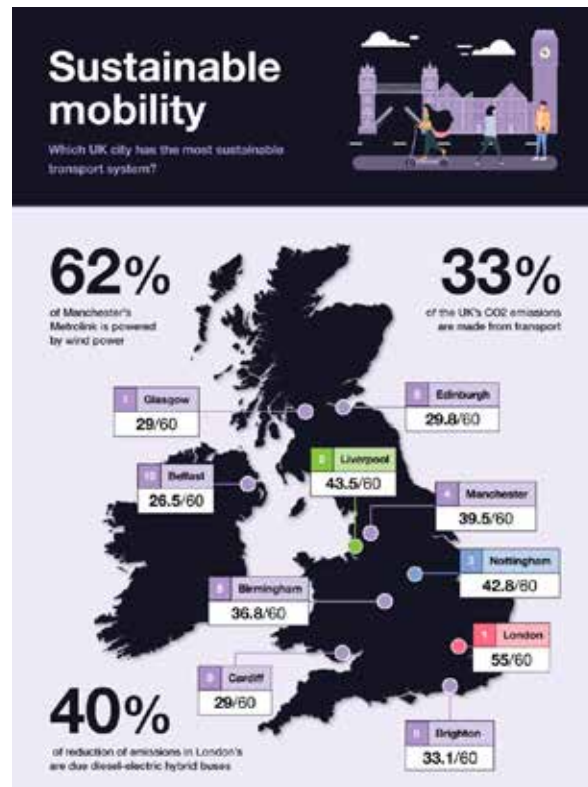 Sustainable
mobility
Which UK city has the most sustainable
transport system?
62%
of Manchester's
Metrolink is powered
by wind power
33%
of the UK's CO2 emissions
are made from transport
Glasgow
29/60
Edinburgh
29.8/60
2 Liverpool
43.5/60
10 Belfast
26.5/60
4 Manchester
39.5/60
3 Nottingham
42.8/60
Birmingham
36.8/60
1 London
55/60
Cardiff
29/60
Brighton
33.1/60
40%
of reduction of emissions in London's
are due diesel-electric hybrid buses